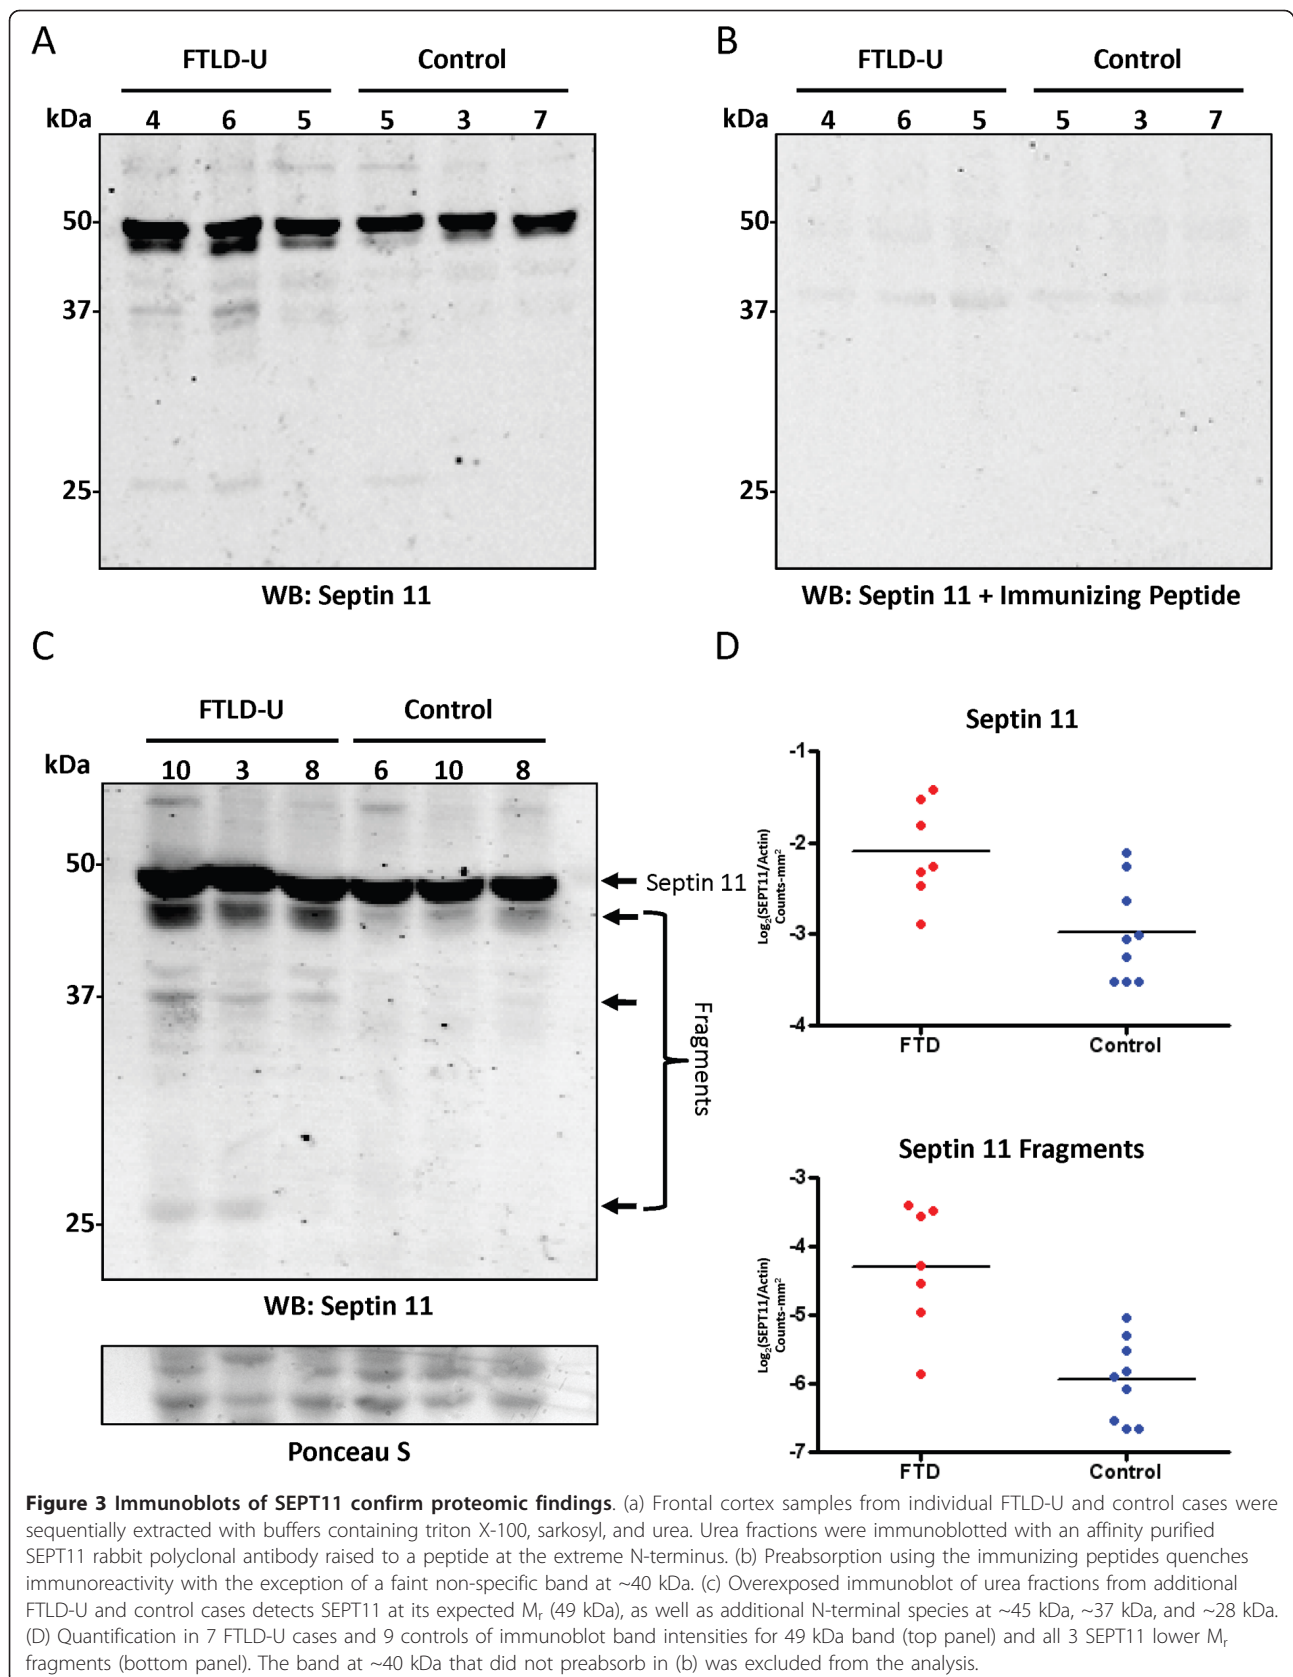 A
FTLD-U Control
kDa 4 6 5 5 3 7
50
37
25
WB: Septin 11
B
FTLD-U Control
kDa 4 6 5 5 3 7
50
37
25
WB: Septin 11 + Immunizing Peptide
C
FTLD-U Control
kDa 10 3 8 6 10 8
50
37
25
Septin 11
Fragments
WB: Septin 11
Ponceau S
D
Septin 11
-1
-2
-3
-4
Log2(SEPT11/Actin)
Counts-mm²
FTD Control
Septin 11 Fragments
-3
-4
-5
-6
-7
Log2(SEPT11/Actin)
Counts-mm²
FTD Control
Figure 3 Immunoblots of SEPT11 confirm proteomic findings. (a) Frontal cortex samples from individual FTLD-U and control cases were
sequentially extracted with buffers containing triton X-100, sarkosyl, and urea. Urea fractions were immunoblotted with an affinity purified
SEPT11 rabbit polyclonal antibody raised to a peptide at the extreme N-terminus. (b) Preabsorption using the immunizing peptides quenches
immunoreactivity with the exception of a faint non-specific band at ~40 kDa. (c) Overexposed immunoblot of urea fractions from additional
FTLD-U and control cases detects SEPT11 at its expected Mr (49 kDa), as well as additional N-terminal species at ~45 kDa, ~37 kDa, and ~28 kDa.
(D) Quantification in 7 FTLD-U cases and 9 controls of immunoblot band intensities for 49 kDa band (top panel) and all 3 SEPT11 lower Mr
fragments (bottom panel). The band at ~40 kDa that did not preabsorb in (b) was excluded from the analysis.